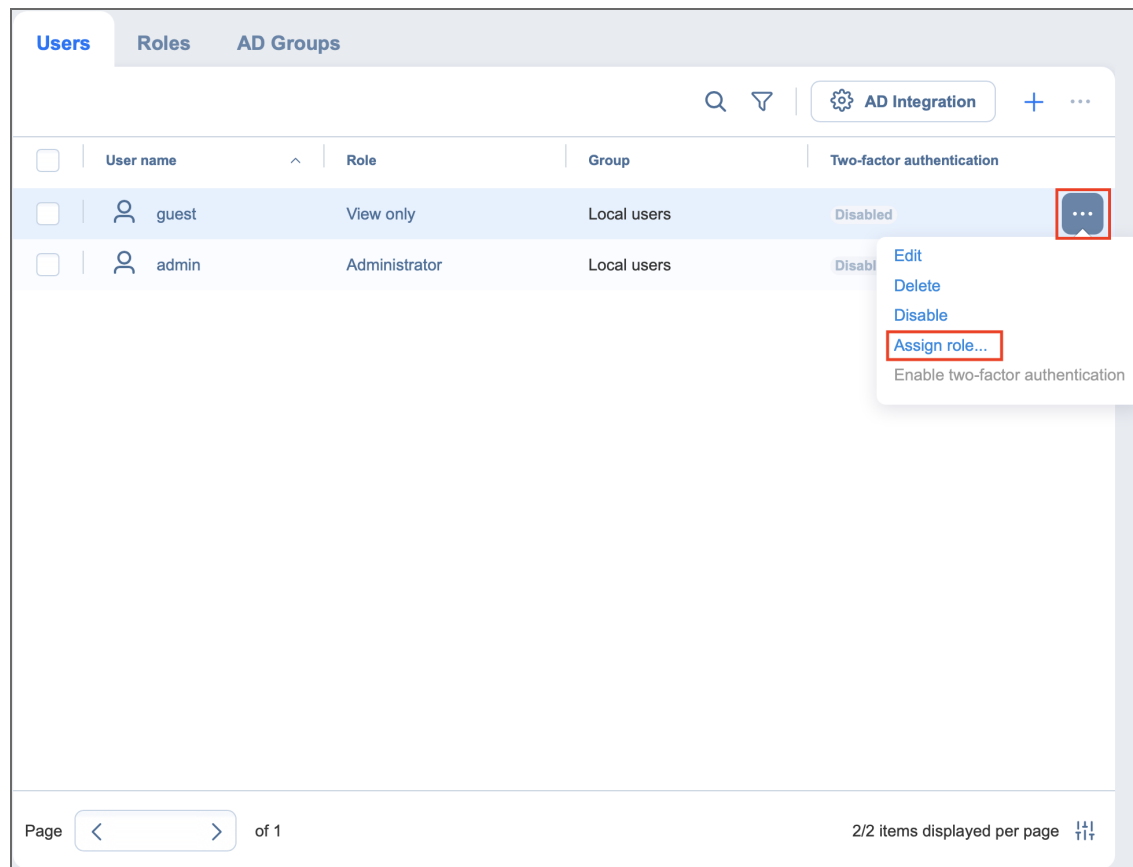 Users Roles AD Groups
AD Integration
User name Role Group Two-factor authentication
guest View only Local users Disabled
Edit
admin Administrator Local users Disabl
Delete
Disable
Assign role...
Enable two-factor authentication
Page of 1 2/2 items displayed per page